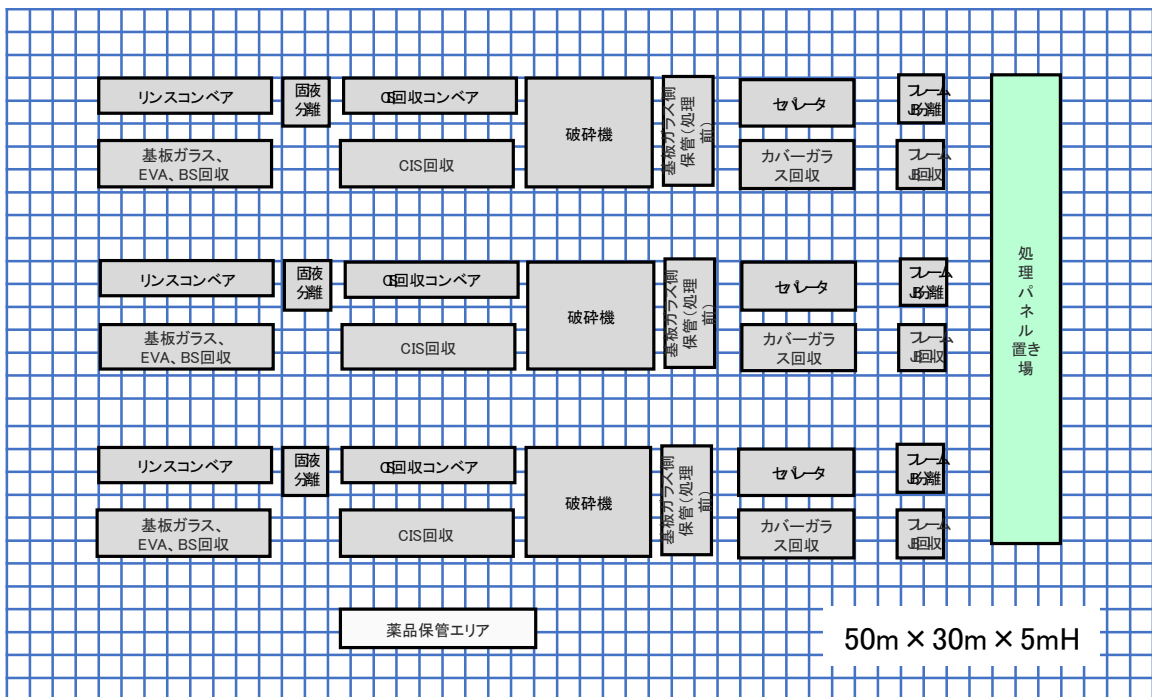 リンスコンベア
固液
分離
CIS回収コンベア
破砕機
基板ガラス側
保管(処理
前)
セパレータ
フレーム
JB分離
基板ガラス、
EVA、BS回収
CIS回収
カバーガラ
ス回収
フレーム
JB回収
リンスコンベア
固液
分離
CIS回収コンベア
破砕機
基板ガラス側
保管(処理
前)
セパレータ
フレーム
JB分離
基板ガラス、
EVA、BS回収
CIS回収
カバーガラ
ス回収
フレーム
JB回収
処理パネル置き場
リンスコンベア
固液
分離
CIS回収コンベア
破砕機
基板ガラス側
保管(処理
前)
セパレータ
フレーム
JB分離
基板ガラス、
EVA、BS回収
CIS回収
カバーガラ
ス回収
フレーム
JB回収
薬品保管エリア
50m×30m×5mH